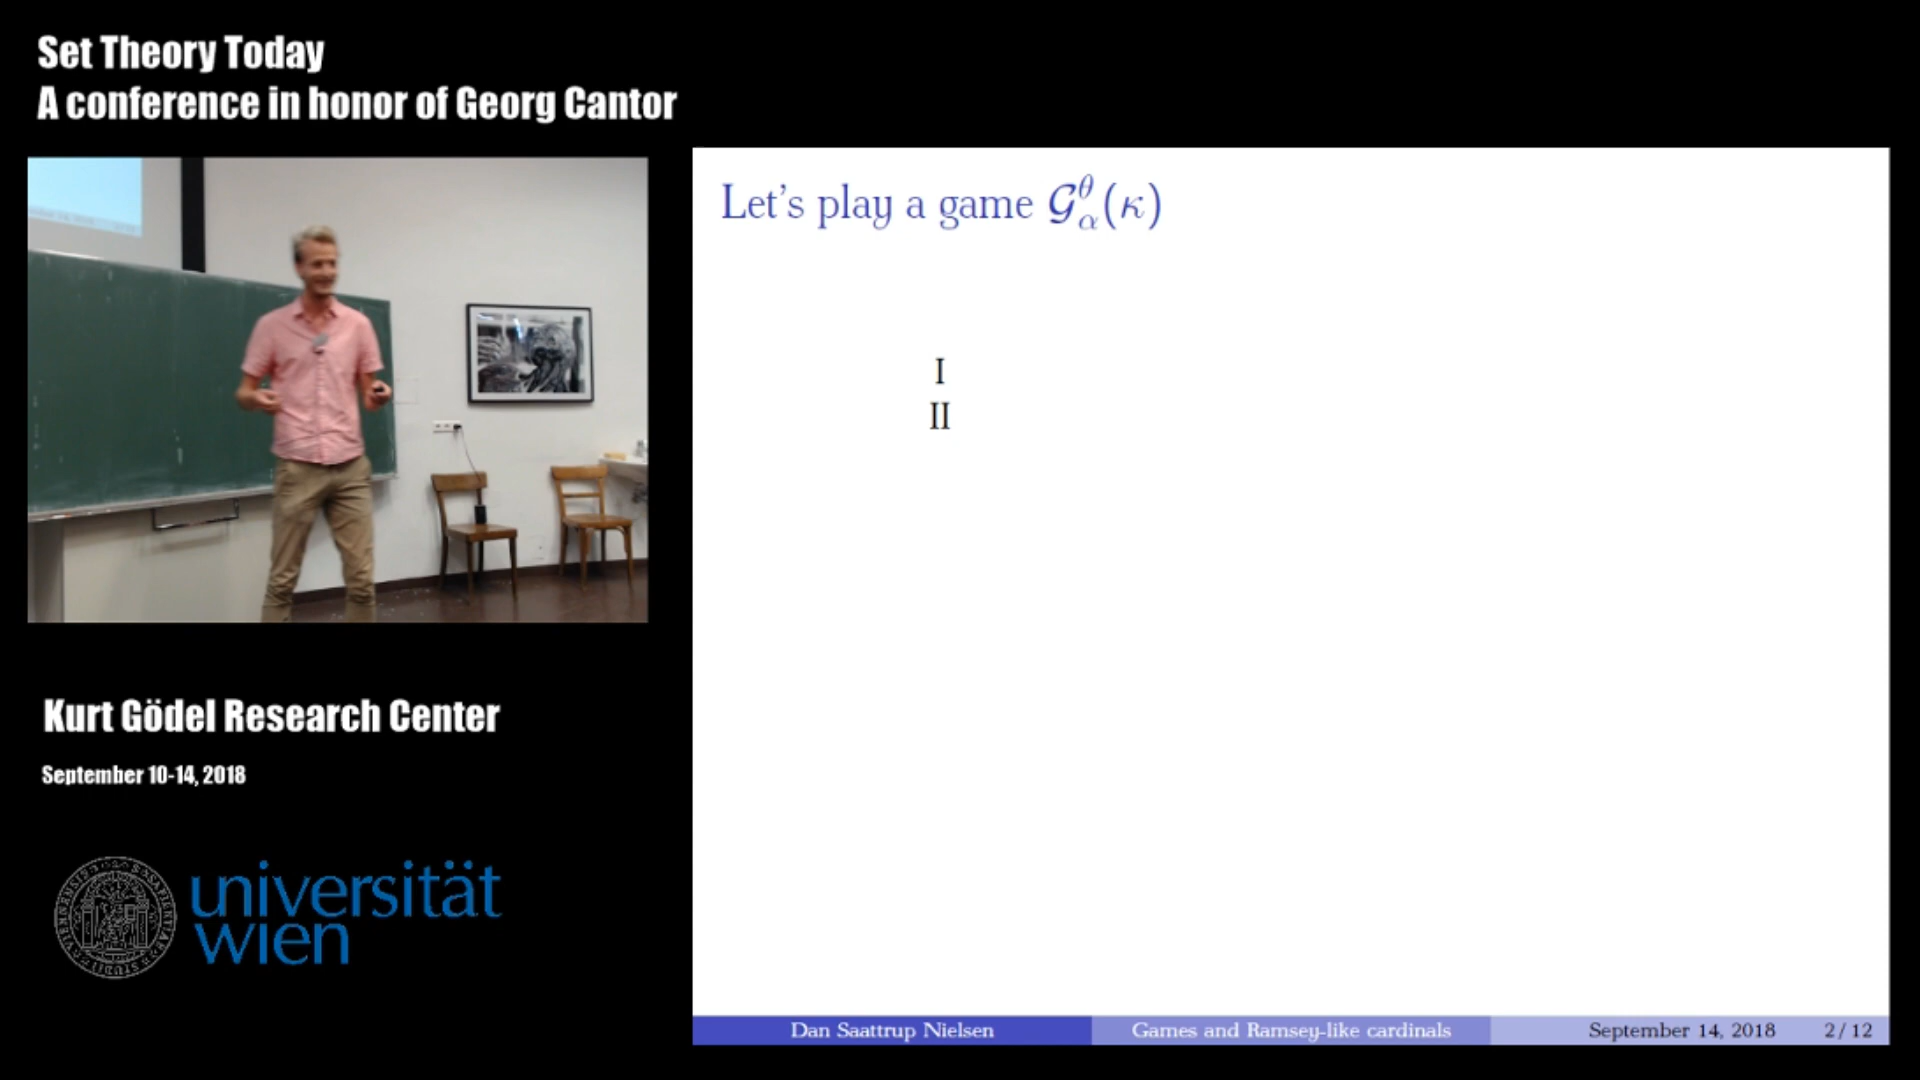 Set Theory Today
A conference in honor of Georg Cantor
Let's play a game 𝒢^θ_α(κ)
I
II
Kurt Gödel Research Center
September 10-14, 2018
universität
wien
Dan Saattrup Nielsen
Games and Ramsey-like cardinals
September 14, 2018
2 / 12